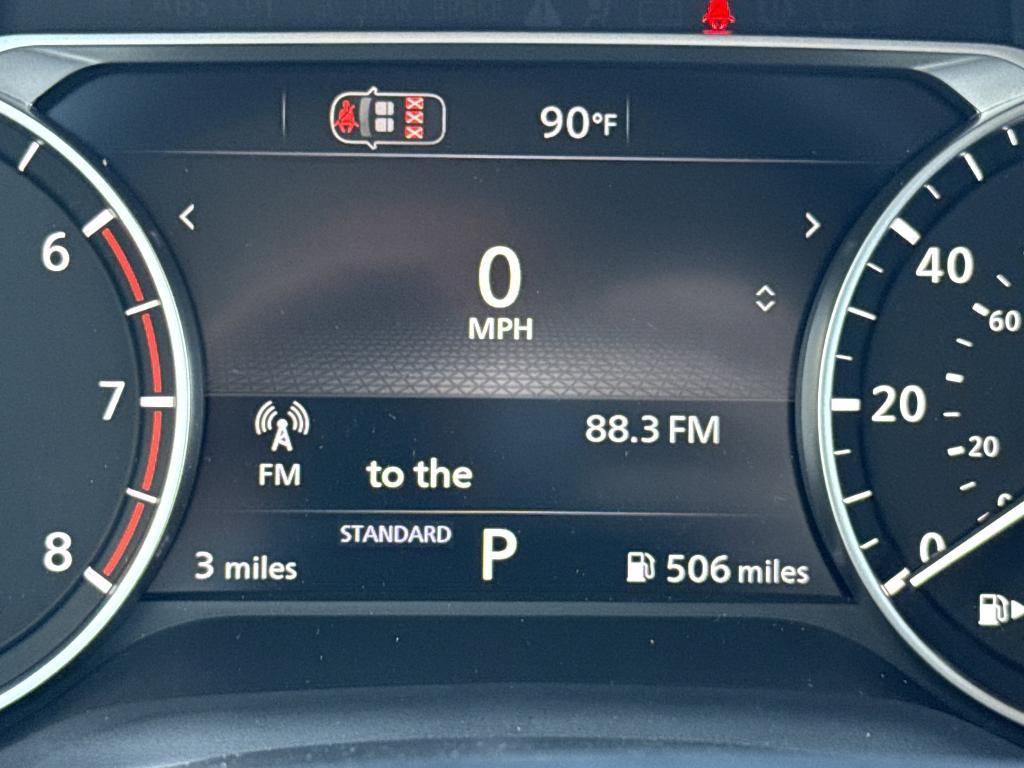 90°F
6
0
40
MPH
60
7
20
88.3 FM
20
FM
to the
0
STANDARD
P
0
8
3 miles
506 miles